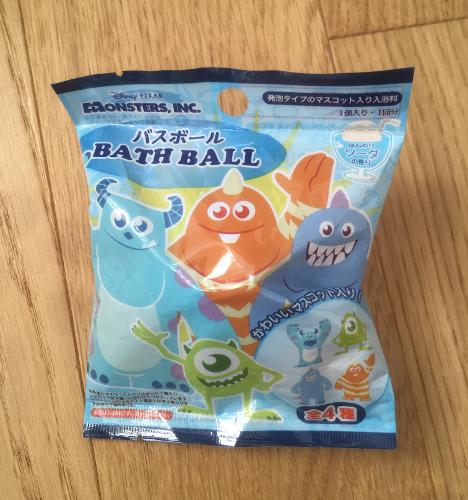 Disney PIXAR
MONSTERS, INC.
発泡タイプのマスコット入り入浴料
1個入り・1回分
バスボール
BATH BALL
ほんのり
ソーダ
の香り
かわいいマスコット入り!
全4種